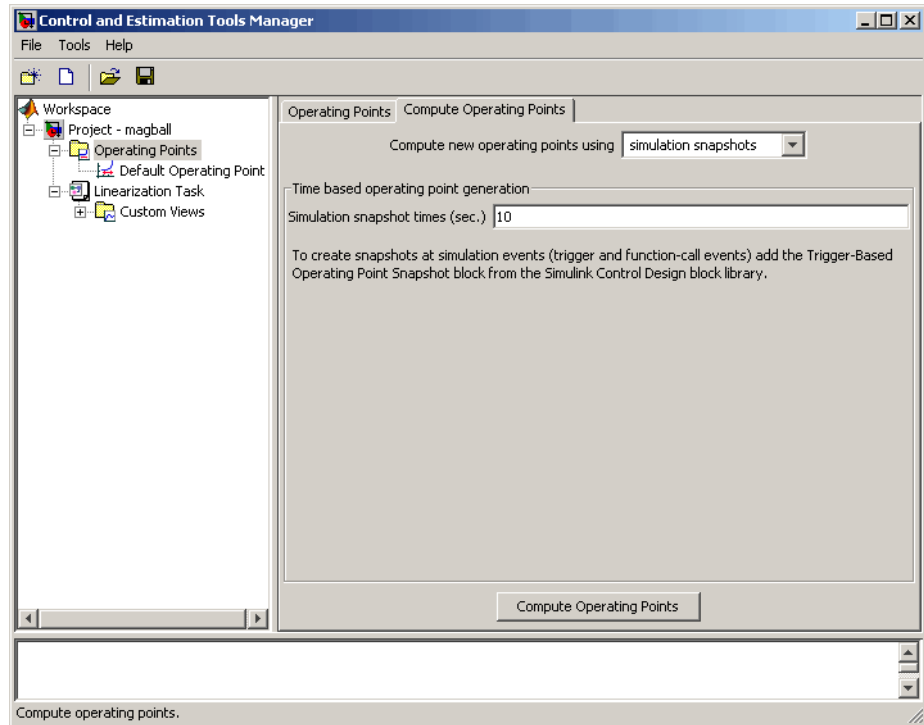 Control and Estimation Tools Manager
File Tools Help
Workspace
Project - magball
Operating Points
Default Operating Point
Linearization Task
Custom Views
Operating Points
Compute Operating Points
Compute new operating points using
simulation snapshots
Time based operating point generation
Simulation snapshot times (sec.)
10
To create snapshots at simulation events (trigger and function-call events) add the Trigger-Based
Operating Point Snapshot block from the Simulink Control Design block library.
Compute Operating Points
Compute operating points.